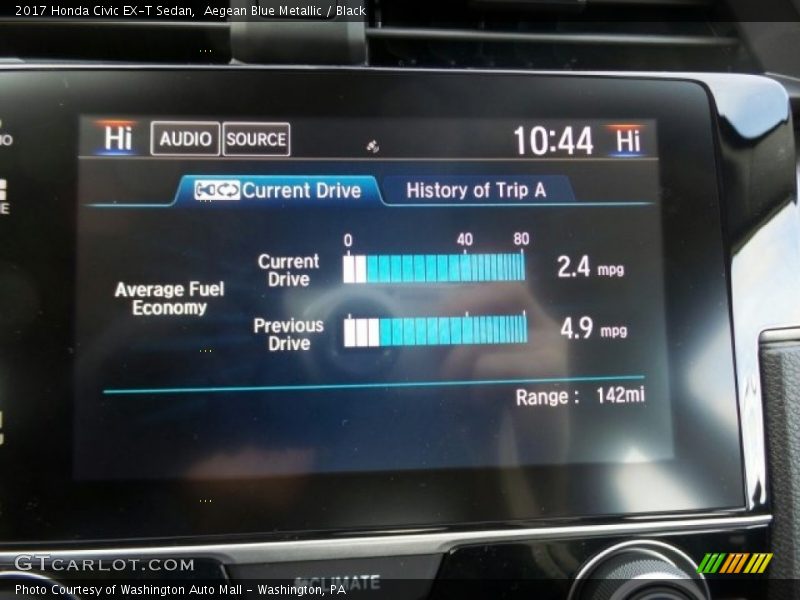 2017 Honda Civic EX-T Sedan,  Aegean Blue Metallic / Black
Hi AUDIO SOURCE 10:44 Hi
Current Drive History of Trip A
0 40 80
Current Drive 2.4 mpg
Average Fuel Economy
Previous Drive 4.9 mpg
Range : 142mi
CLIMATE
GTCARLOT.COM
Photo Courtesy of Washington Auto Mall - Washington, PA